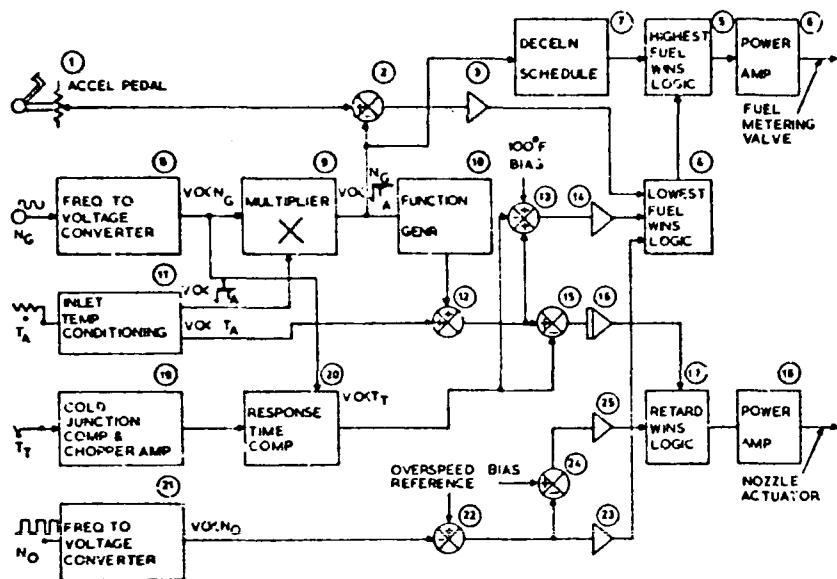 1
ACCEL PEDAL
2
3
7
DECELN
SCHEDULE
5
HIGHEST
FUEL
WINS
LOGIC
6
POWER
AMP
FUEL
METERING
VALVE
8
FREQ TO
VOLTAGE
CONVERTER
N_G
V∝N_G
9
MULTIPLIER
X
V∝
N_G
√T_A
10
FUNCTION
GENR
100°F
BIAS
13
14
4
LOWEST
FUEL
WINS
LOGIC
11
INLET
TEMP
CONDITIONING
T_A
V∝
√T_A
V∝ T_A
12
15
16
19
COLD
JUNCTION
COMP &
CHOPPER AMP
T_T
20
RESPONSE
TIME
COMP
V∝T_T
17
RETARD
WINS
LOGIC
18
POWER
AMP
NOZZLE
ACTUATOR
25
24
OVERSPEED BIAS
REFERENCE
21
FREQ TO
VOLTAGE
CONVERTER
N_O
V∝N_O
22
23